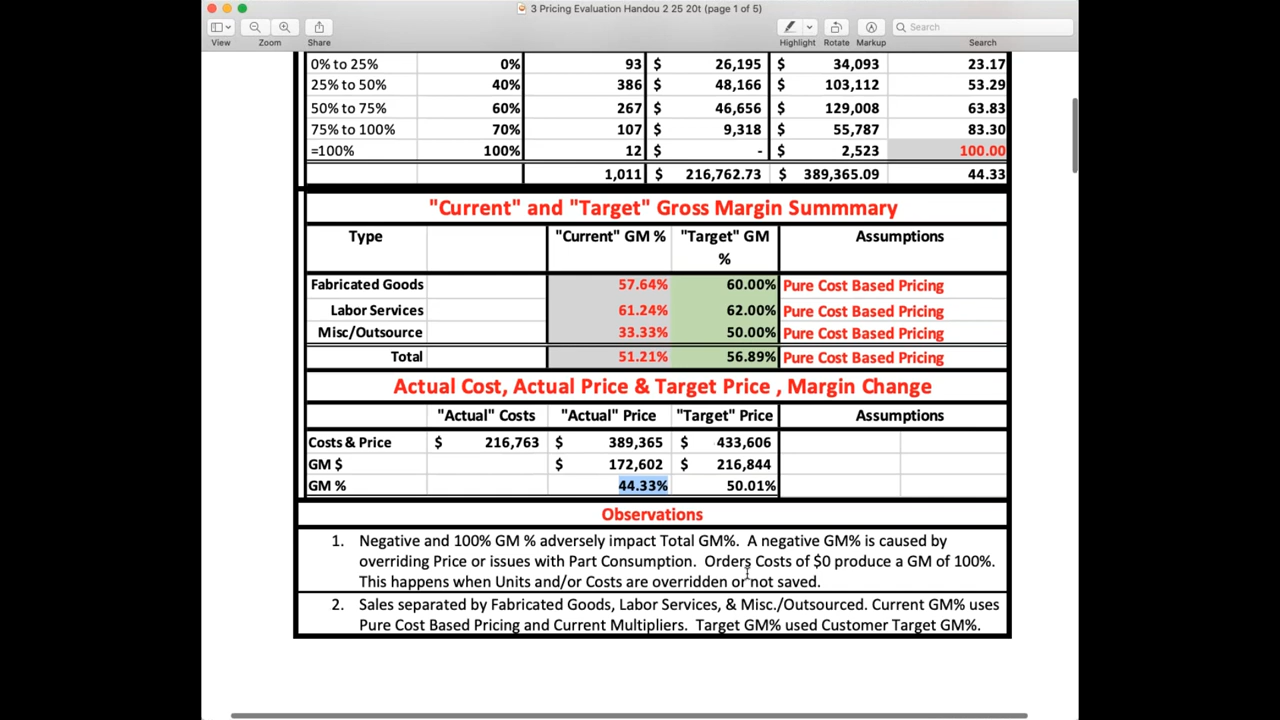 3 Pricing Evaluation Handou 2 25 20t (page 1 of 5)
Search
View Zoom Share Highlight Rotate Markup Search
0% to 25% 0% 93 $ 26,195 $ 34,093 23.17
25% to 50% 40% 386 $ 48,166 $ 103,112 53.29
50% to 75% 60% 267 $ 46,656 $ 129,008 63.83
75% to 100% 70% 107 $ 9,318 $ 55,787 83.30
=100% 100% 12 $ - $ 2,523 100.00
1,011 $ 216,762.73 $ 389,365.09 44.33
"Current" and "Target" Gross Margin Summmary
Type "Current" GM % "Target" GM % Assumptions
Fabricated Goods 57.64% 60.00% Pure Cost Based Pricing
Labor Services 61.24% 62.00% Pure Cost Based Pricing
Misc/Outsource 33.33% 50.00% Pure Cost Based Pricing
Total 51.21% 56.89% Pure Cost Based Pricing
Actual Cost, Actual Price & Target Price , Margin Change
"Actual" Costs "Actual" Price "Target" Price Assumptions
Costs & Price $ 216,763 $ 389,365 $ 433,606
GM $ $ 172,602 $ 216,844
GM % 44.33% 50.01%
Observations
1. Negative and 100% GM % adversely impact Total GM%. A negative GM% is caused by
overriding Price or issues with Part Consumption. Orders Costs of $0 produce a GM of 100%.
This happens when Units and/or Costs are overridden or not saved.
2. Sales separated by Fabricated Goods, Labor Services, & Misc./Outsourced. Current GM% uses
Pure Cost Based Pricing and Current Multipliers. Target GM% used Customer Target GM%.